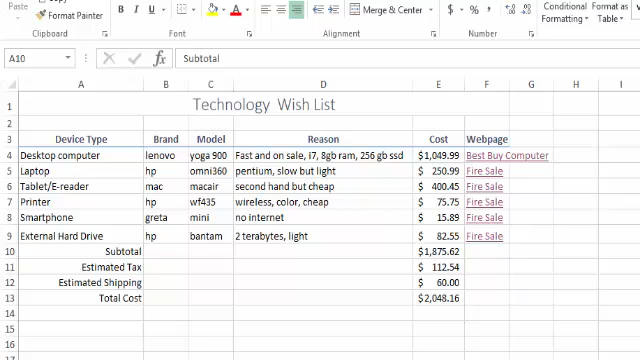 Copy
Paste
Format Painter
B I U
A
Merge & Center
$ % ,
Conditional Format as
Formatting Table
Clipboard Font Alignment Number
A10 fx Subtotal
A B C D E F G H I
1 Technology Wish List
2
3 Device Type Brand Model Reason Cost Webpage
4 Desktop computer lenovo yoga 900 Fast and on sale, i7, 8gb ram, 256 gb ssd $1,049.99 Best Buy Computer
5 Laptop hp omni360 pentium, slow but light $ 250.99 Fire Sale
6 Tablet/E-reader mac macair second hand but cheap $ 400.45 Fire Sale
7 Printer hp wf435 wireless, color, cheap $ 75.75 Fire Sale
8 Smartphone greta mini no internet $ 15.89 Fire Sale
9 External Hard Drive hp bantam 2 terabytes, light $ 82.55 Fire Sale
10 Subtotal $1,875.62
11 Estimated Tax $ 112.54
12 Estimated Shipping $ 60.00
13 Total Cost $2,048.16
14
15
16
17